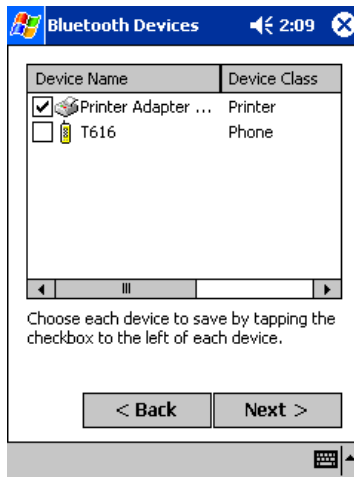 Bluetooth Devices 2:09
Device Name Device Class
Printer Adapter ... Printer
T616 Phone
Choose each device to save by tapping the
checkbox to the left of each device.
< Back Next >